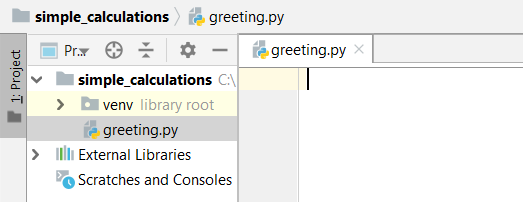 simple_calculations greeting.py
1: Project
Pr...
greeting.py
simple_calculations C:\
venv library root
greeting.py
External Libraries
Scratches and Consoles